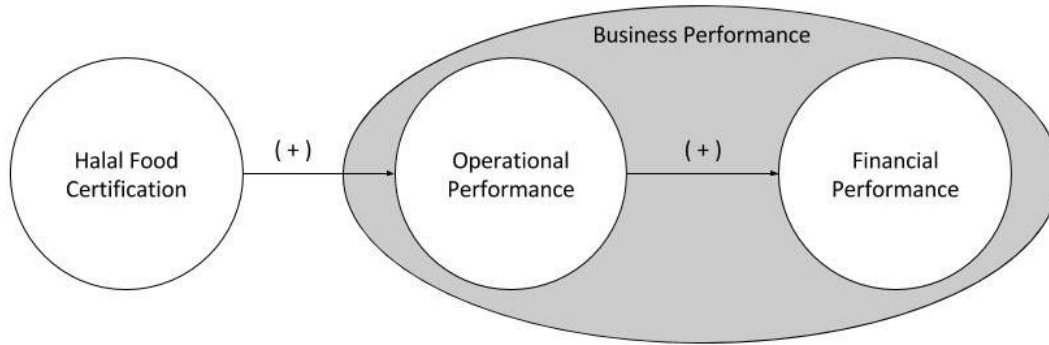 Business Performance
Halal Food
Certification
( + )
Operational
Performance
( + )
Financial
Performance